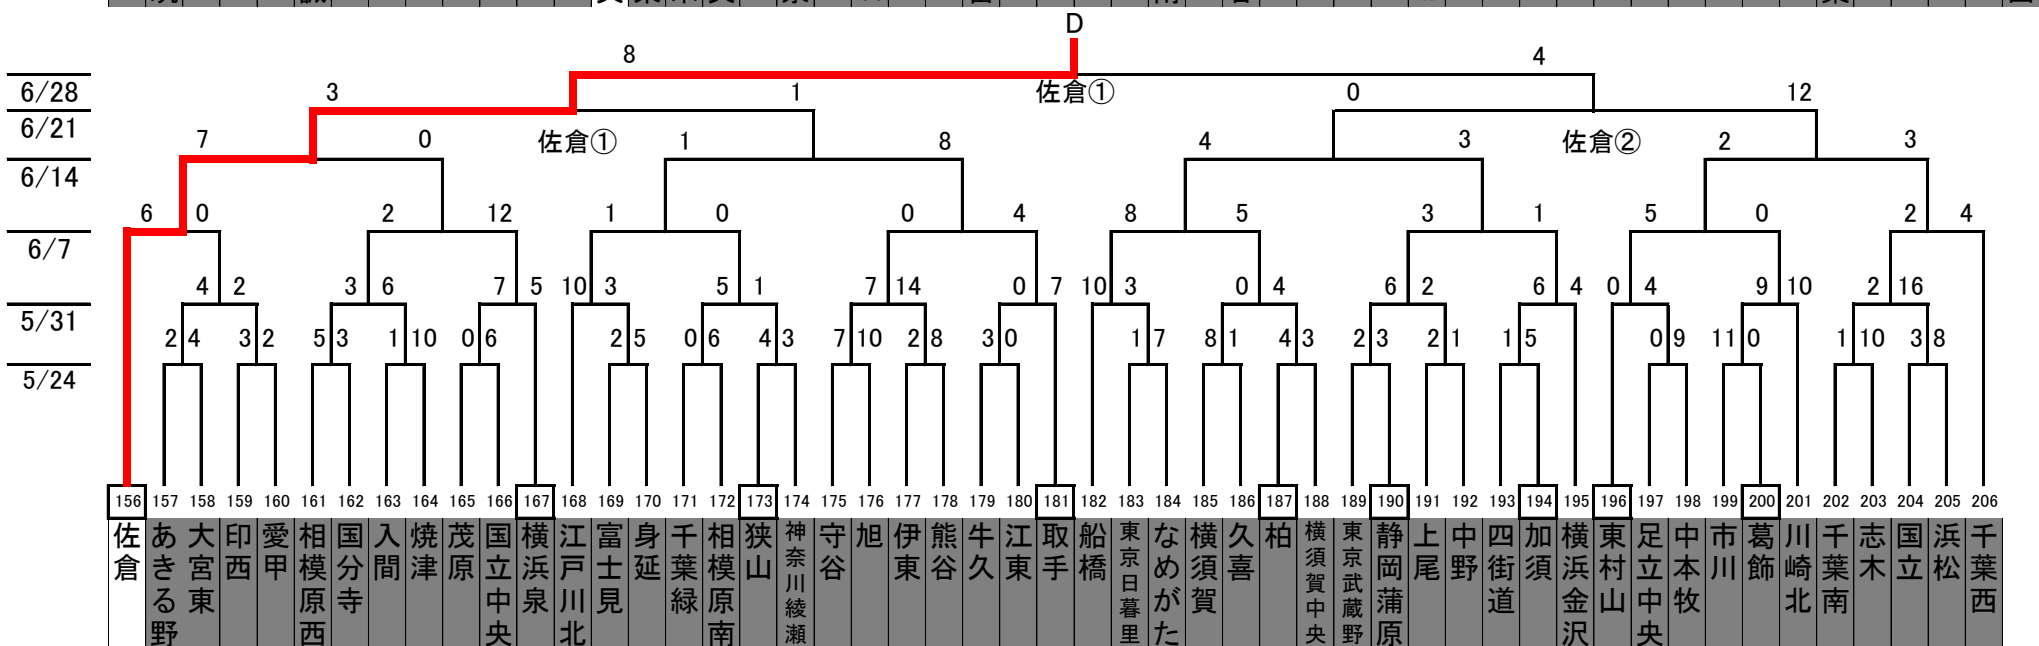 D
8 4
6/28 3 1 佐倉① 0 12
6/21 7 0 佐倉① 1 8 4 3 佐倉② 2 3
6/14
6 0 2 12 1 0 0 4 8 5 3 1 5 0 2 4
6/7
4 2 3 6 7 5 10 3 5 1 7 14 0 7 10 3 0 4 6 2 6 4 0 4 9 10 2 16
5/31
2 4 3 2 5 3 1 10 0 6 2 5 0 6 4 3 7 10 2 8 3 0 1 7 8 1 4 3 2 3 2 1 1 5 0 9 11 0 1 10 3 8
5/24
156 157 158 159 160 161 162 163 164 165 166 167 168 169 170 171 172 173 174 175 176 177 178 179 180 181 182 183 184 185 186 187 188 189 190 191 192 193 194 195 196 197 198 199 200 201 202 203 204 205 206
佐倉
あきる野
大宮東
印西
愛甲
相模原西
国分寺
入間
焼津
茂原
国立中央
横浜泉
江戸川北
富士見
身延
千葉緑
相模原南
狭山
神奈川綾瀬
守谷
旭
伊東
熊谷
牛久
江東
取手
船橋
東京日暮里
なめがた
横須賀
久喜
柏
横須賀中央
東京武蔵野
静岡蒲原
上尾
中野
四街道
加須
横浜金沢
東村山
足立中央
中本牧
市川
葛飾
川崎北
千葉南
志木
国立
浜松
千葉西